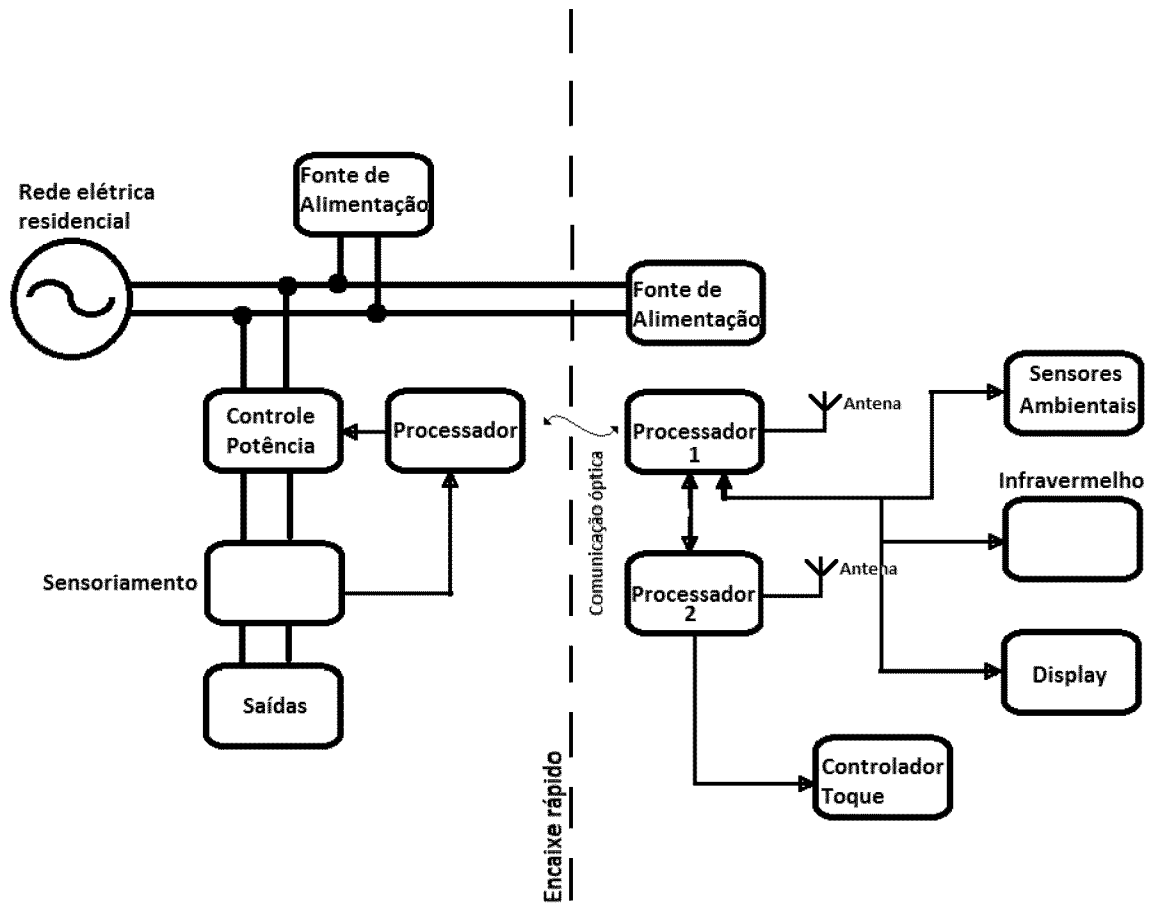 Rede elétrica
residencial
Fonte de
Alimentação
Fonte de
Alimentação
Controle
Potência
Processador
Sensoriamento
Saídas
Encaixe rápido
Comunicação óptica
Processador
1
Antena
Processador
2
Antena
Sensores
Ambientais
Infravermelho
Display
Controlador
Toque